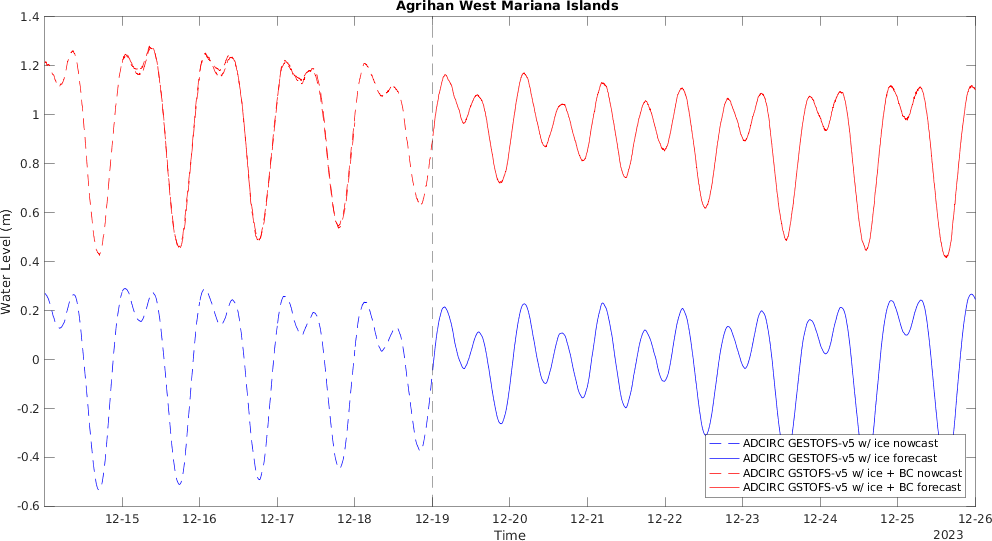 Agrihan West Mariana Islands
1.4
1.2
1
0.8
0.6
0.4
0.2
0
-0.2
-0.4
-0.6
Water Level (m)
ADCIRC GESTOFS-v5 w/ ice nowcast
ADCIRC GESTOFS-v5 w/ ice forecast
ADCIRC GSTOFS-v5 w/ ice + BC nowcast
ADCIRC GSTOFS-v5 w/ ice + BC forecast
12-15 12-16 12-17 12-18 12-19 12-20 12-21 12-22 12-23 12-24 12-25 12-26
Time
2023